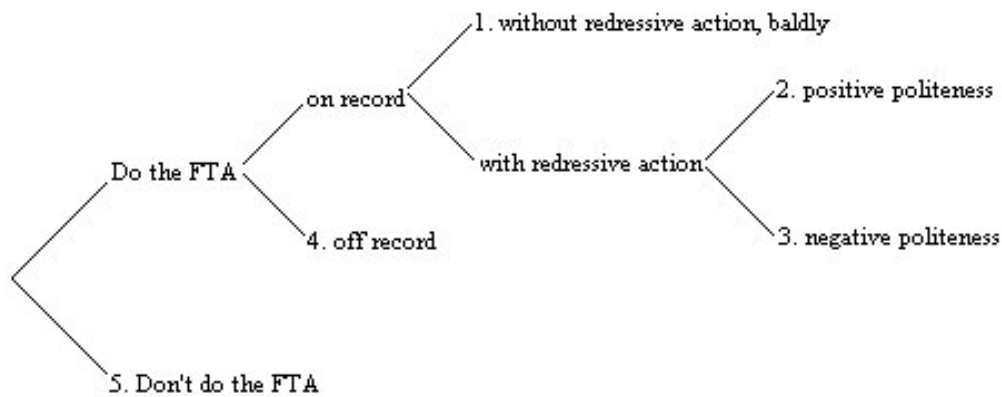 1. without redressive action, baldly
on record
2. positive politeness
Do the FTA
with redressive action
4. off record
3. negative politeness
5. Don't do the FTA